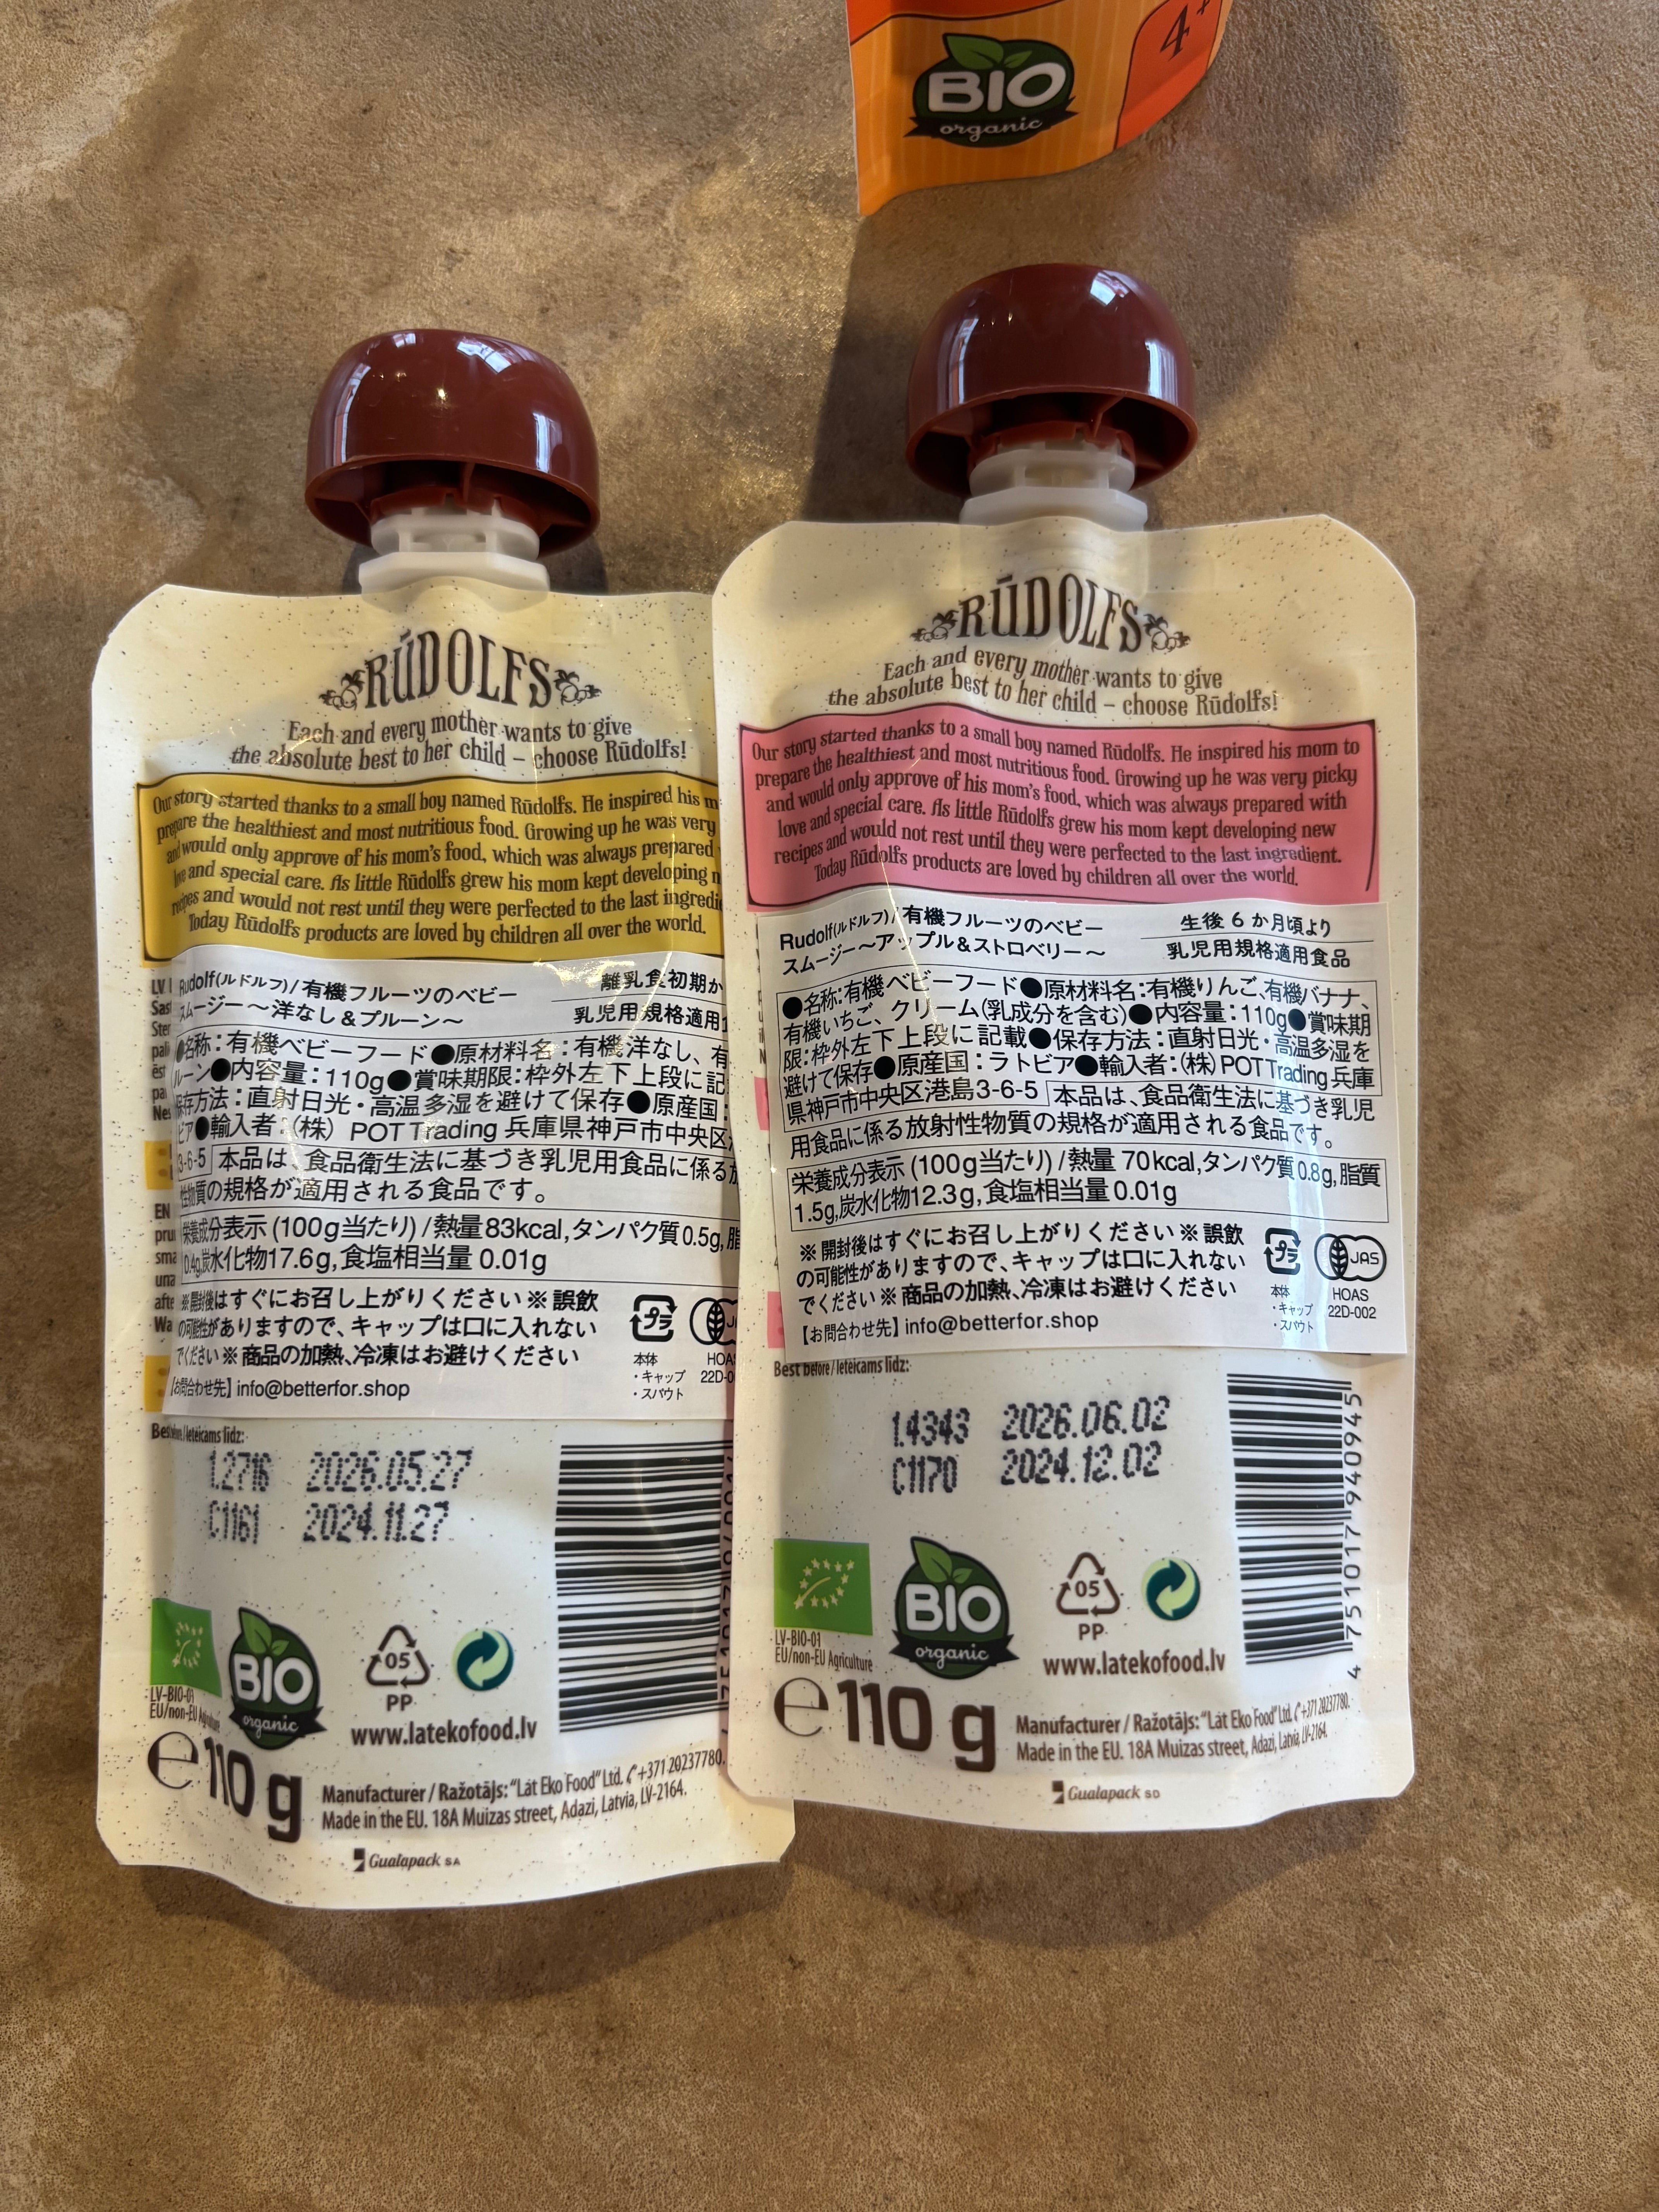 BIO
organic
4+
RŪDOLFS
Each and every mother wants to give
the absolute best to her child – choose Rūdolfs!
Our story started thanks to a small boy named Rūdolfs. He inspired his m
prepare the healthiest and most nutritious food. Growing up he was very
and would only approve of his mom's food, which was always prepared
love and special care. As little Rūdolfs grew his mom kept developing n
recipes and would not rest until they were perfected to the last ingredi
Today Rūdolfs products are loved by children all over the world.
Rudolf(ルドルフ)/有機フルーツのベビー
スムージー～洋なし&プルーン～
離乳食初期か
乳児用規格適用
●名称:有機ベビーフード●原材料名:有機洋なし、有
ルーン●内容量:110g●賞味期限:枠外左下上段に記
保存方法:直射日光・高温多湿を避けて保存●原産国:
ビア●輸入者:(株) POT Trading 兵庫県神戸市中央区
3-6-5 本品は、食品衛生法に基づき乳児用食品に係る
性物質の規格が適用される食品です。
栄養成分表示 (100g当たり) /熱量83kcal,タンパク質0.5g,脂
0.4g,炭水化物17.6g,食塩相当量 0.01g
※開封後はすぐにお召し上がりください※誤飲
の可能性がありますので、キャップは口に入れない
でください※商品の加熱、冷凍はお避けください
【お問合わせ先】info@betterfor.shop
プラ
本体
・キャップ
・スパウト
HOAS
22D-0
LV
Sas
Ster
pal
ēst
pa
Nei
EN
pru
sma
una
afte
Wa
Best before/Ieteicams līdz:
L2716 2026.05.27
C1161 2024.11.27
LV-BIO-01
EU/non-EU Agriculture
BIO
organic
05
PP
www.latekofood.lv
℮110 g
Manufacturer / Ražotājs: "Lat Eko Food" Ltd. +371 20237780.
Made in the EU. 18A Muizas street, Adazi, Latvia, LV-2164.
Gualapack SA
RŪDOLFS
Each and every mother wants to give
the absolute best to her child – choose Rūdolfs!
Our story started thanks to a small boy named Rūdolfs. He inspired his mom to
prepare the healthiest and most nutritious food. Growing up he was very picky
and would only approve of his mom's food, which was always prepared with
love and special care. As little Rūdolfs grew his mom kept developing new
recipes and would not rest until they were perfected to the last ingredient.
Today Rūdolfs products are loved by children all over the world.
Rudolf(ルドルフ)/有機フルーツのベビー
スムージー～アップル&ストロベリー～
生後6か月頃より
乳児用規格適用食品
●名称:有機ベビーフード●原材料名:有機りんご、有機バナナ、
有機いちご、クリーム(乳成分を含む)●内容量:110g●賞味期
限:枠外左下上段に記載●保存方法:直射日光・高温多湿を
避けて保存●原産国:ラトビア●輸入者:(株) POT Trading 兵庫
県神戸市中央区港島3-6-5 本品は、食品衛生法に基づき乳児
用食品に係る放射性物質の規格が適用される食品です。
栄養成分表示 (100g当たり) /熱量 70kcal,タンパク質0.8g,脂質
1.5g,炭水化物12.3g,食塩相当量0.01g
※開封後はすぐにお召し上がりください※誤飲
の可能性がありますので、キャップは口に入れない
でください※商品の加熱、冷凍はお避けください
【お問合わせ先】info@betterfor.shop
プラ
本体
・キャップ
・スパウト
JAS
HOAS
22D-002
Best before/Ieteicams līdz:
L4343 2026.06.02
C1170 2024.12.02
4 751017 940945
LV-BIO-01
EU/non-EU Agriculture
BIO
organic
05
PP
www.latekofood.lv
℮110 g
Manufacturer / Ražotājs: "Lat Eko Food" Ltd. +371 20237780.
Made in the EU. 18A Muizas street, Adazi, Latvia, LV-2164.
Gualapack SD